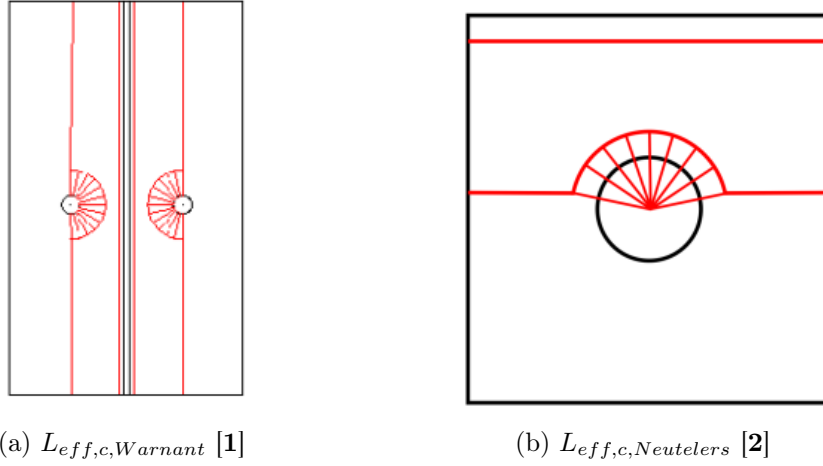 (a) L_{eff,c,Warnant} [1]
(b) L_{eff,c,Neutelers} [2]